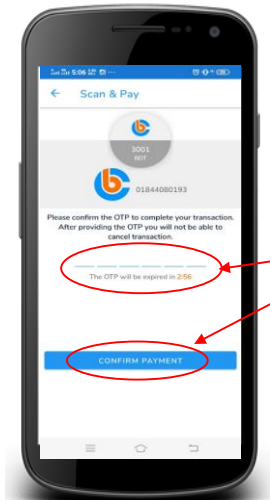 5:06
Scan & Pay
3001
BDT
01844080193
Please confirm the OTP to complete your transaction.
After providing the OTP you will not be able to
cancel transaction.
The OTP will be expired in 2:56
CONFIRM PAYMENT